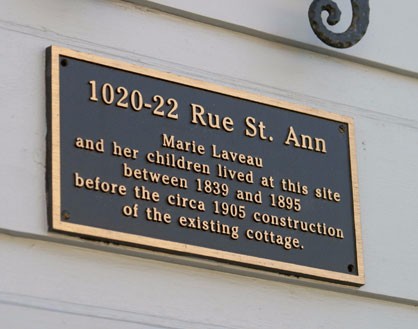 1020-22 Rue St. Ann
Marie Laveau
and her children lived at this site
between 1839 and 1895
before the circa 1905 construction
of the existing cottage.